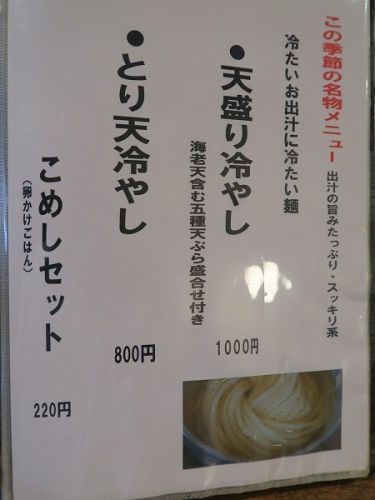 この季節の名物メニュー
出汁の旨みたっぷり・スッキリ系
冷たいお出汁に冷たい麺
●天盛り冷やし
海老天含む五種天ぷら盛合せ付き
1000円
●とり天冷やし
800円
こめしセット
（卵かけごはん）
220円